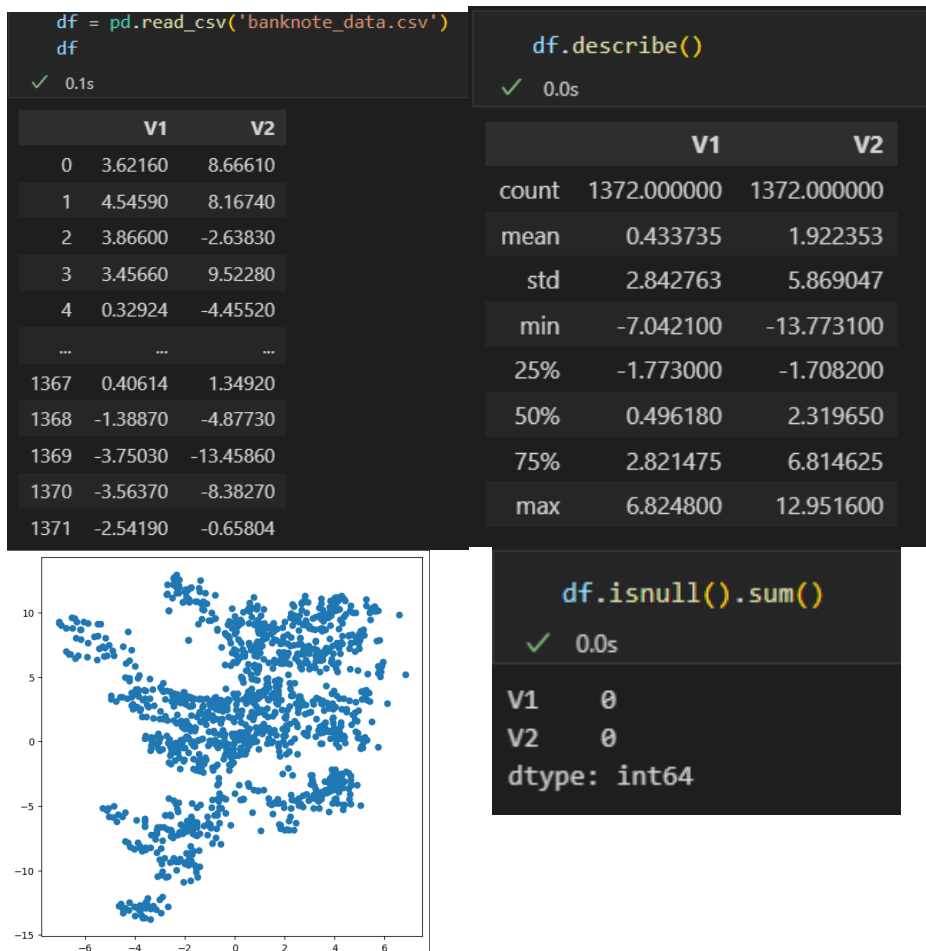 df = pd.read_csv('banknote_data.csv')
df
✓ 0.1s
V1 V2
0 3.62160 8.66610
1 4.54590 8.16740
2 3.86600 -2.63830
3 3.45660 9.52280
4 0.32924 -4.45520
... ... ...
1367 0.40614 1.34920
1368 -1.38870 -4.87730
1369 -3.75030 -13.45860
1370 -3.56370 -8.38270
1371 -2.54190 -0.65804
df.describe()
✓ 0.0s
V1 V2
count 1372.000000 1372.000000
mean 0.433735 1.922353
std 2.842763 5.869047
min -7.042100 -13.773100
25% -1.773000 -1.708200
50% 0.496180 2.319650
75% 2.821475 6.814625
max 6.824800 12.951600
10
5
0
−5
−10
−15
−6 −4 −2 0 2 4 6
df.isnull().sum()
✓ 0.0s
V1 0
V2 0
dtype: int64